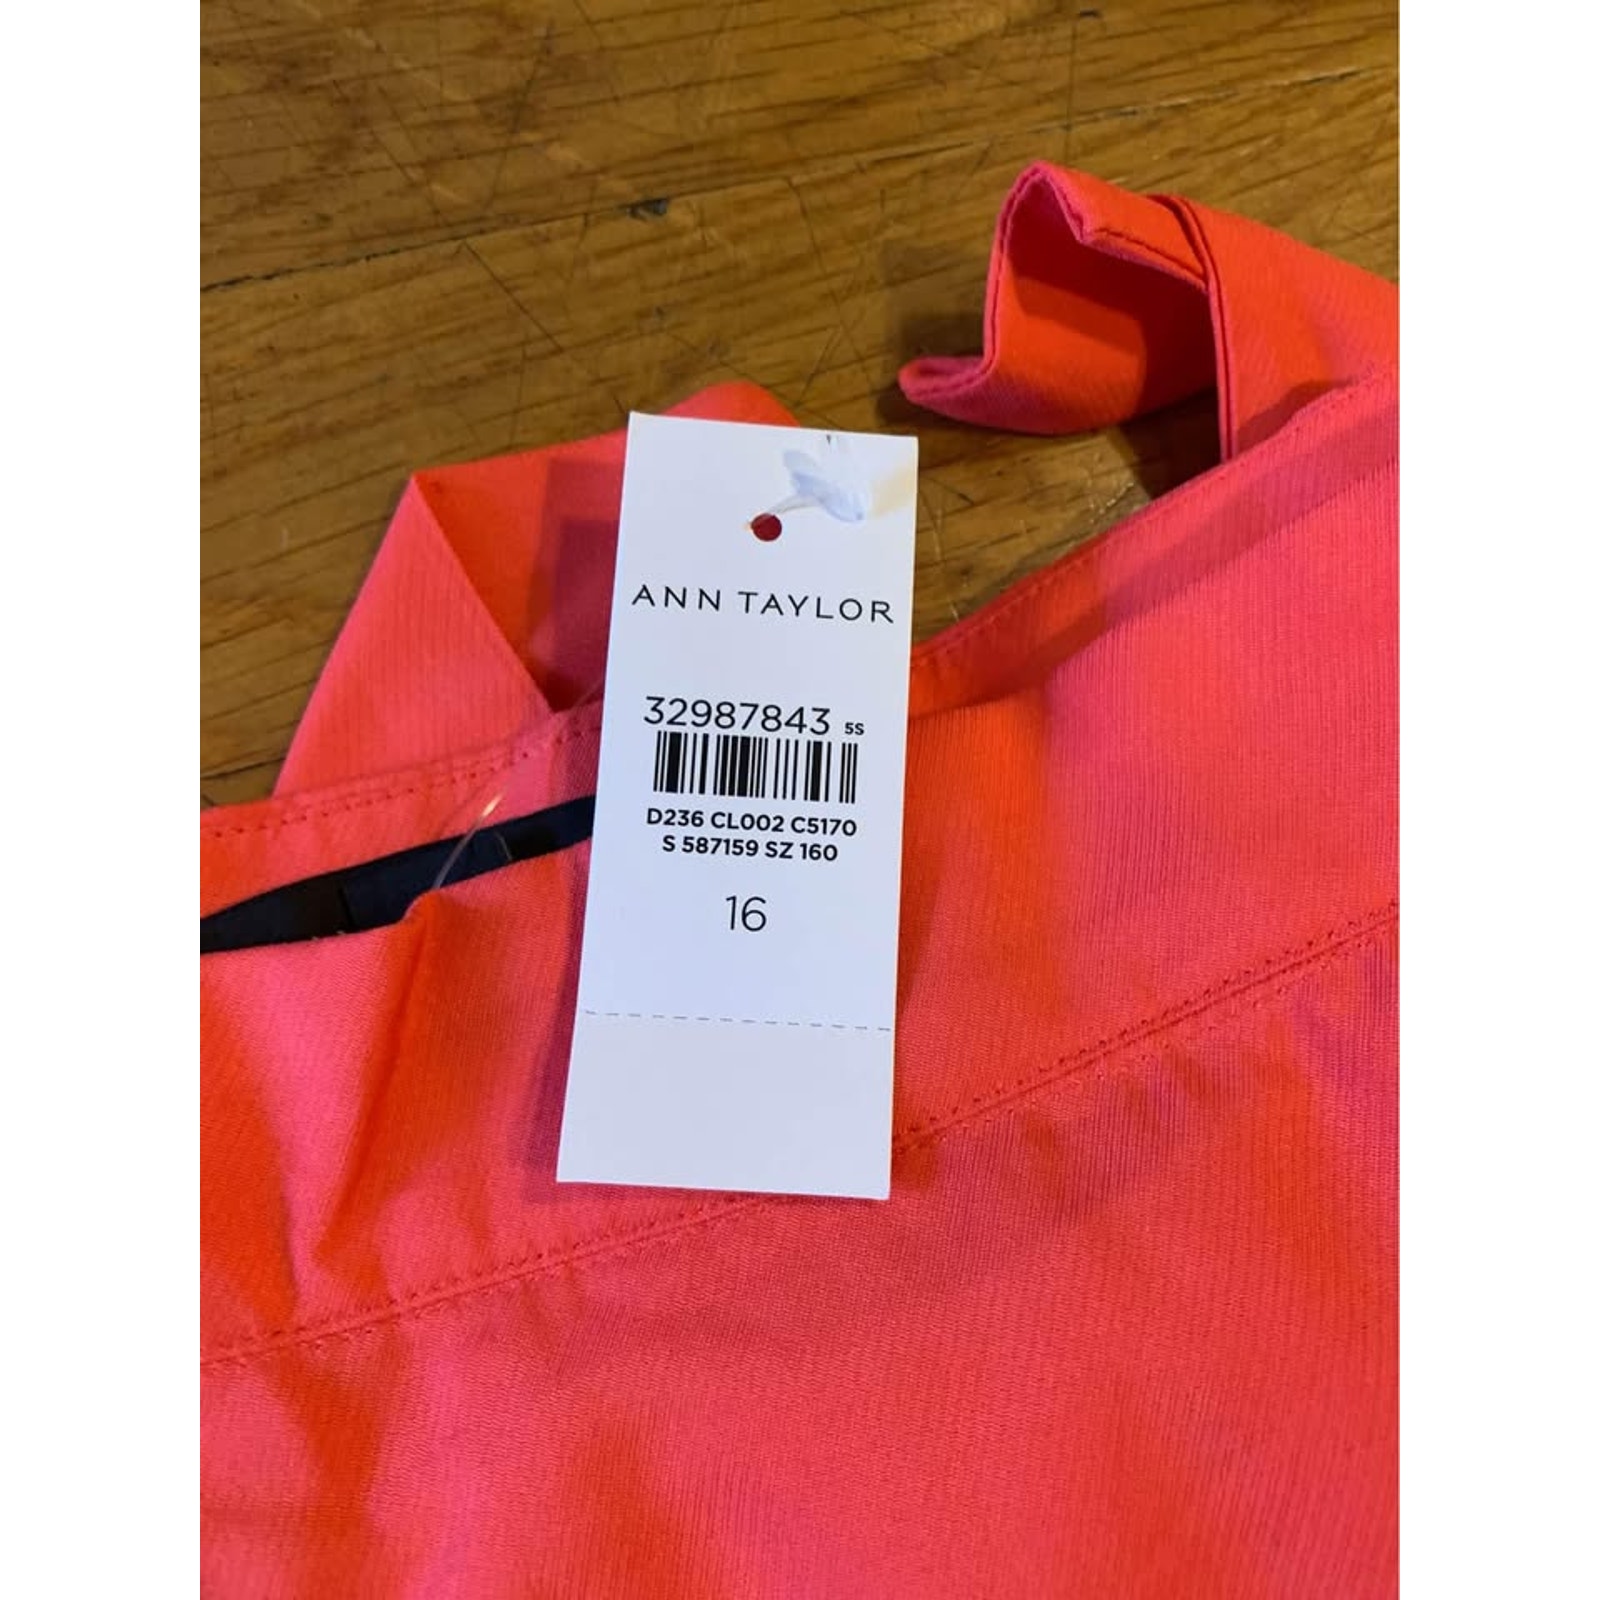 ANN TAYLOR
32987843 5S
D236 CL002 C5170
S 587159 SZ 160
16